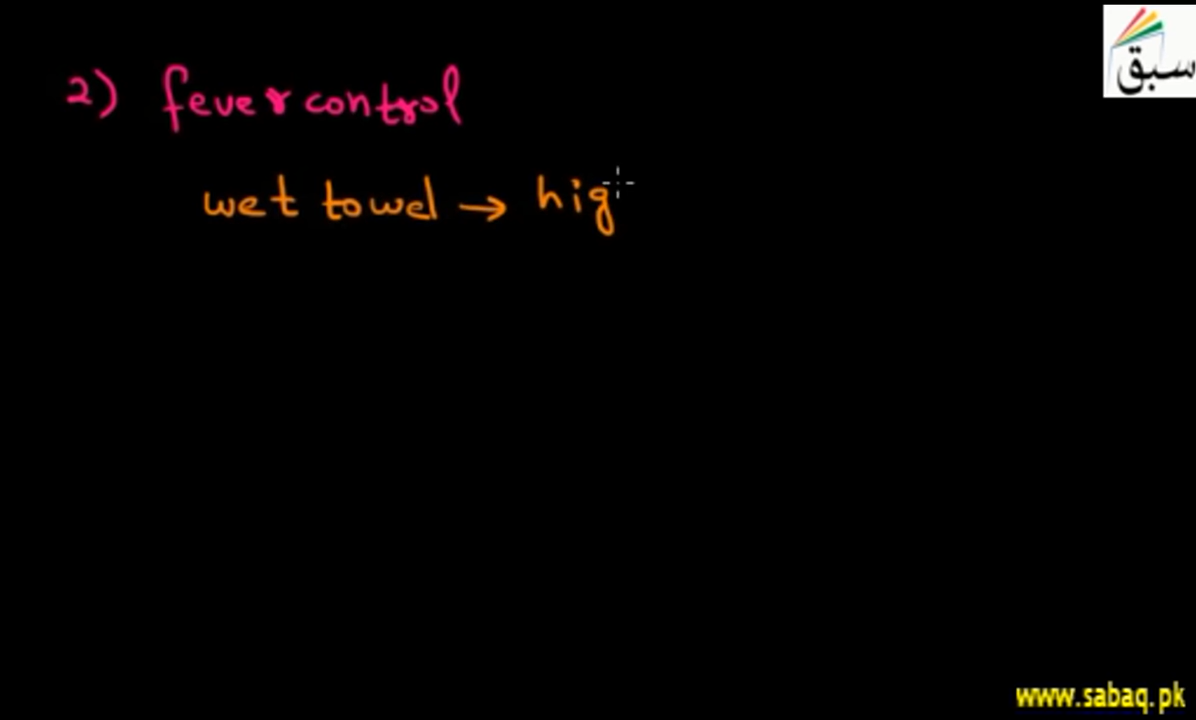 سبق
2) fever control
wet towel → hig
www.sabaq.pk